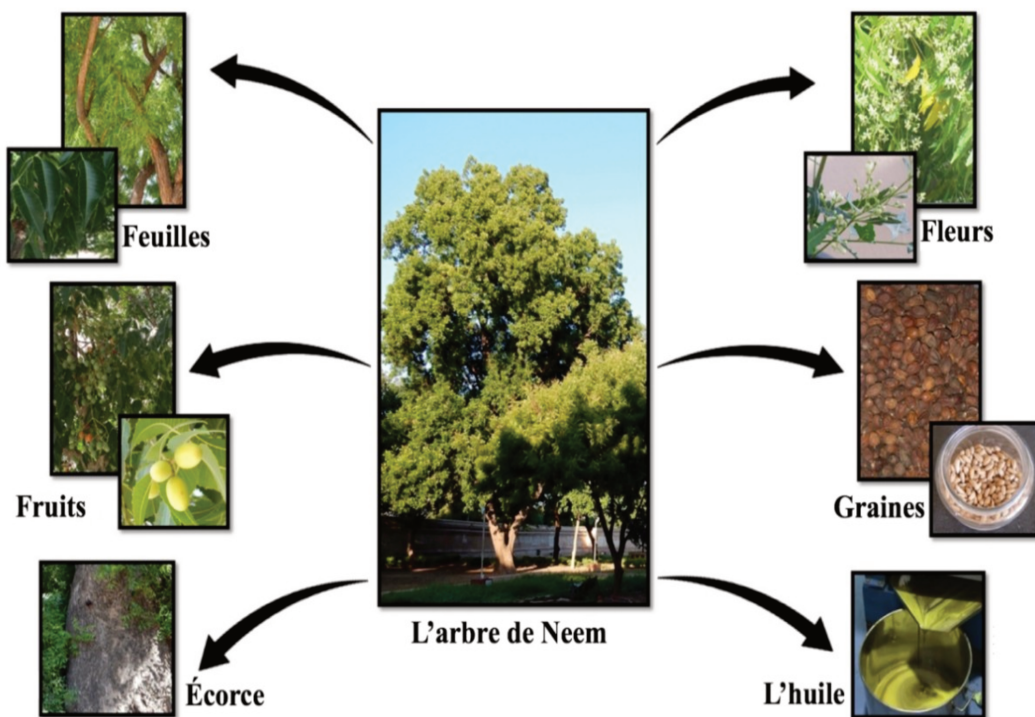 Feuilles
Fleurs
Fruits
Graines
L'arbre de Neem
Écorce
L'huile